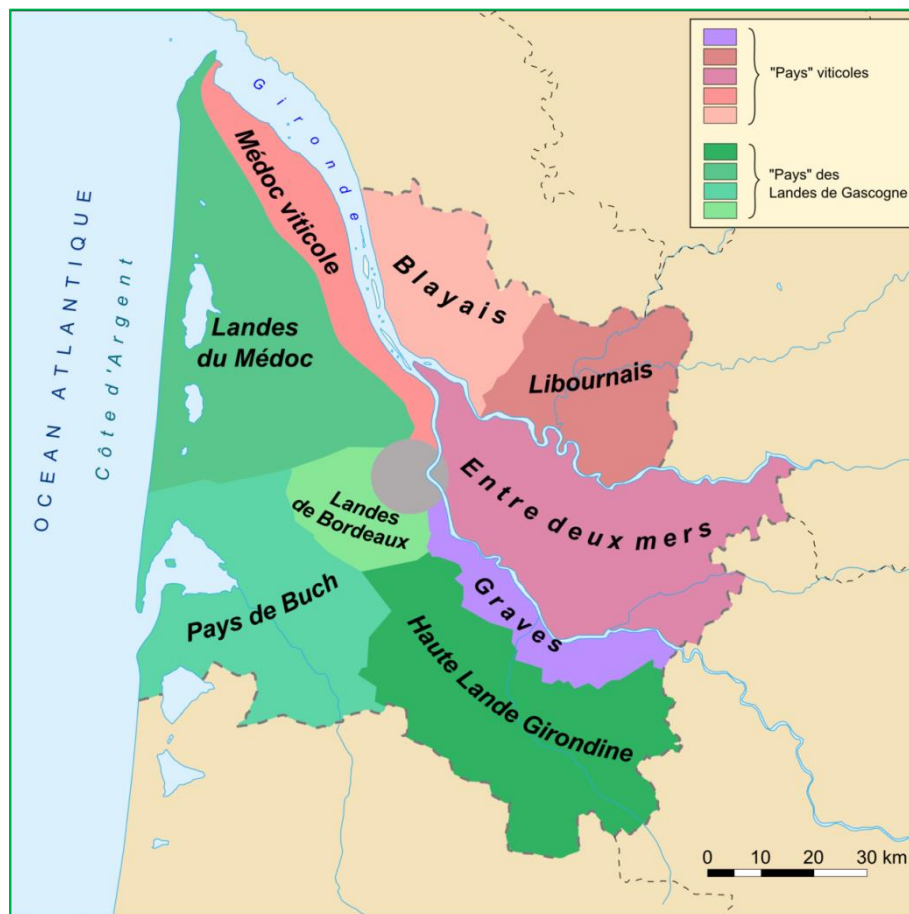 OCEAN ATLANTIQUE
Côte d'Argent
Gironde
Médoc viticole
Blayais
Landes
du Médoc
Libournais
Entre deux mers
Landes
de Bordeaux
Graves
Pays de Buch
Haute Lande Girondine
"Pays" viticoles
"Pays" des
Landes de Gascogne
0 10 20 30 km